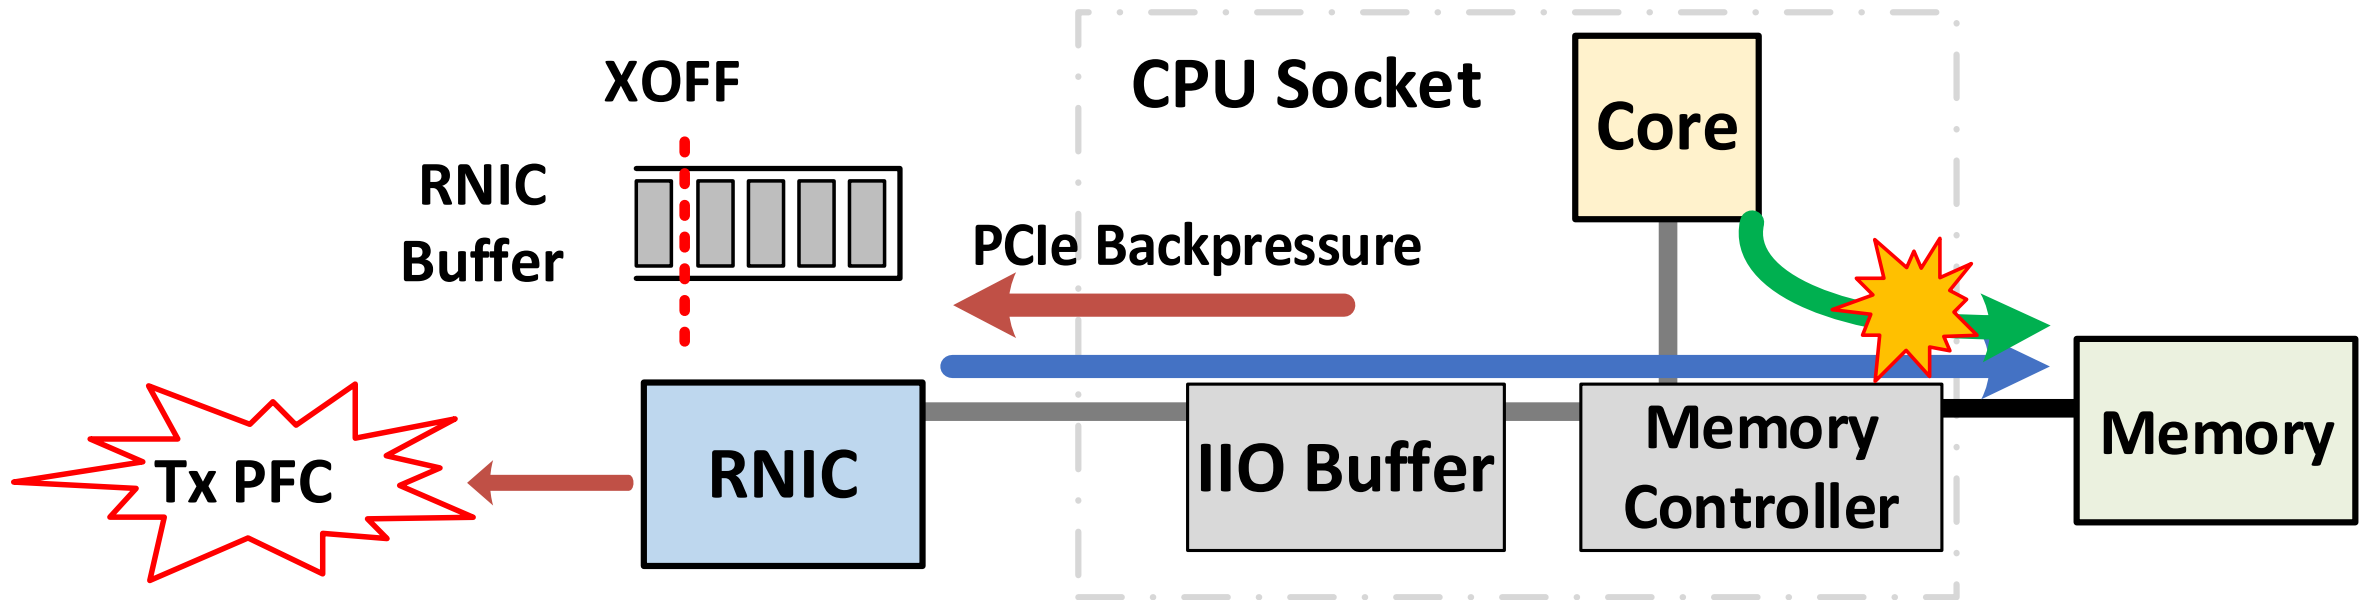 XOFF
RNIC
Buffer
CPU Socket
Core
PCIe Backpressure
Tx PFC
RNIC
IIO Buffer
Memory
Controller
Memory